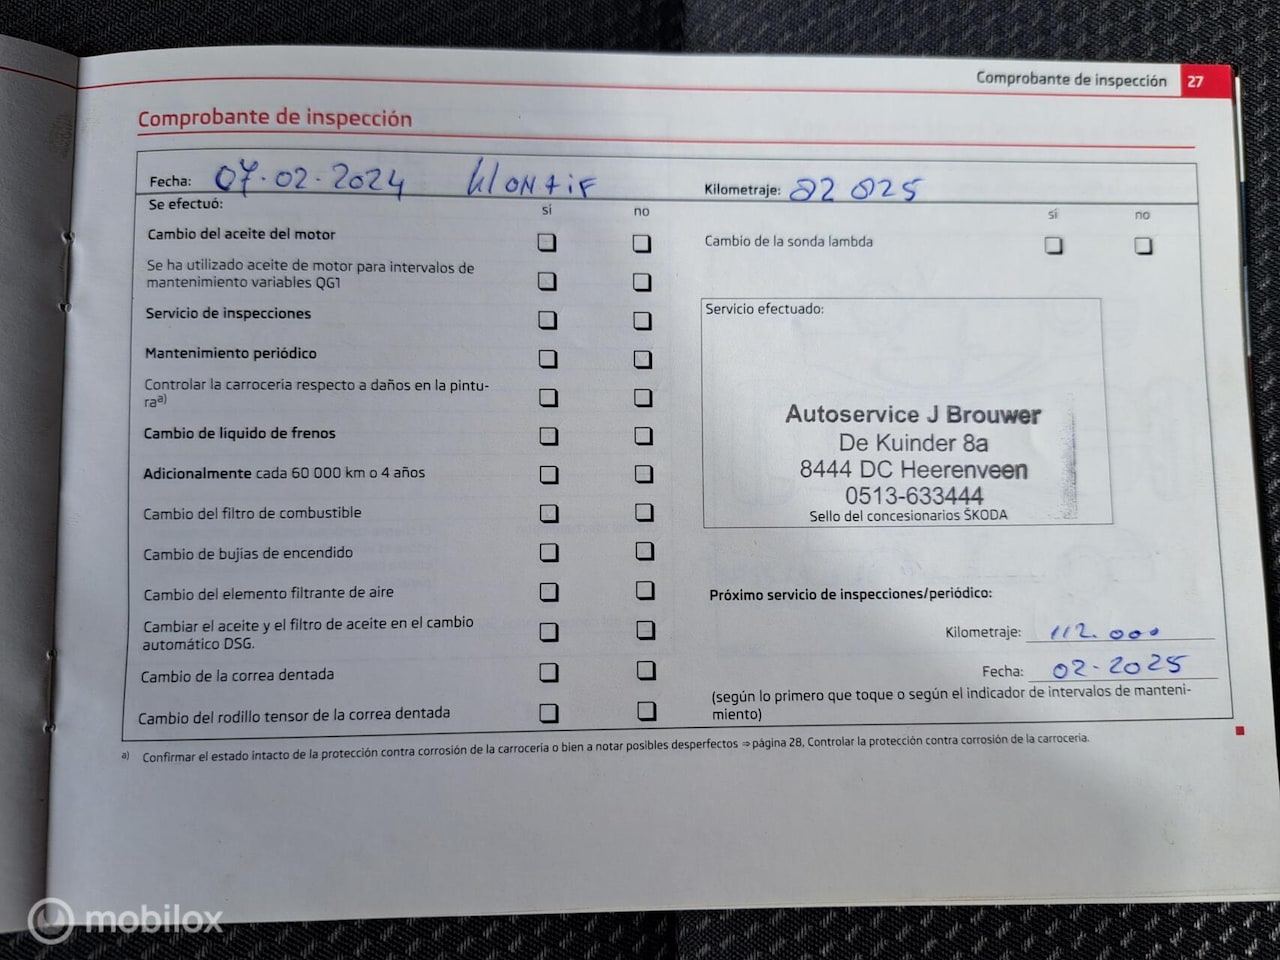 Comprobante de inspección 27
Comprobante de inspección
Fecha: 07-02-2024
Kilometraje: 82 825
Se efectuó:
sí no
Cambio del aceite del motor
Se ha utilizado aceite de motor para intervalos de
mantenimiento variables QG1
Servicio de inspecciones
Mantenimiento periódico
Controlar la carrocería respecto a daños en la pintu-
raa)
Cambio de líquido de frenos
Adicionalmente cada 60 000 km o 4 años
Cambio del filtro de combustible
Cambio de bujías de encendido
Cambio del elemento filtrante de aire
Cambiar el aceite y el filtro de aceite en el cambio
automático DSG.
Cambio de la correa dentada
Cambio del rodillo tensor de la correa dentada
sí no
Cambio de la sonda lambda
Servicio efectuado:
Autoservice J Brouwer
De Kuinder 8a
8444 DC Heerenveen
0513-633444
Sello del concesionarios ŠKODA
Próximo servicio de inspecciones/periódico:
Kilometraje: 112.000
Fecha: 02-2025
(según lo primero que toque o según el indicador de intervalos de manteni-
miento)
a) Confirmar el estado intacto de la protección contra corrosión de la carrocería o bien a notar posibles desperfectos ⇒ página 28, Controlar la protección contra corrosión de la carrocería.
mobilox